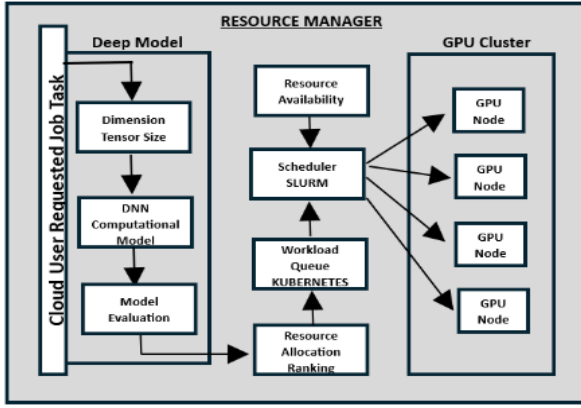 RESOURCE MANAGER
Cloud User Requested Job Task
Deep Model
Dimension
Tensor Size
DNN
Computational
Model
Model
Evaluation
Resource
Availability
Scheduler
SLURM
Workload
Queue
KUBERNETES
Resource
Allocation
Ranking
GPU Cluster
GPU
Node
GPU
Node
GPU
Node
GPU
Node